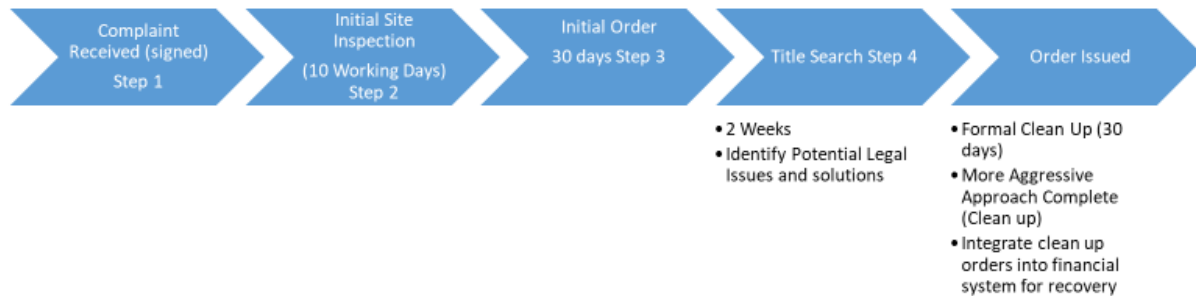 Complaint
Received (signed)
Step 1
Initial Site
Inspection
(10 Working Days)
Step 2
Initial Order
30 days Step 3
Title Search Step 4
Order Issued
• 2 Weeks
• Identify Potential Legal
Issues and solutions
• Formal Clean Up (30
days)
• More Aggressive
Approach Complete
(Clean up)
• Integrate clean up
orders into financial
system for recovery